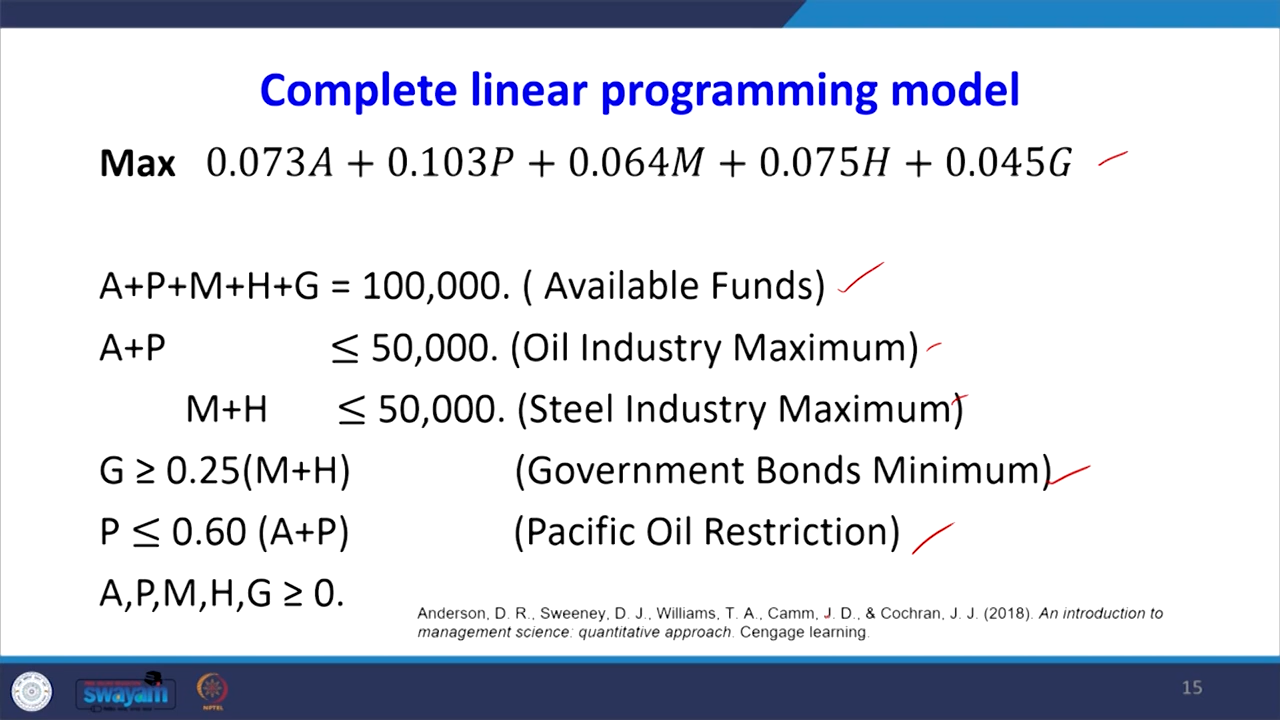 Complete linear programming model
Max 0.073A + 0.103P + 0.064M + 0.075H + 0.045G
A+P+M+H+G = 100,000. ( Available Funds)
A+P ≤ 50,000. (Oil Industry Maximum)
M+H ≤ 50,000. (Steel Industry Maximum)
G ≥ 0.25(M+H) (Government Bonds Minimum)
P ≤ 0.60 (A+P) (Pacific Oil Restriction)
A,P,M,H,G ≥ 0.
Anderson, D. R., Sweeney, D. J., Williams, T. A., Camm, J. D., & Cochran, J. J. (2018). An introduction to
management science: quantitative approach. Cengage learning.
swayam
NPTEL
15